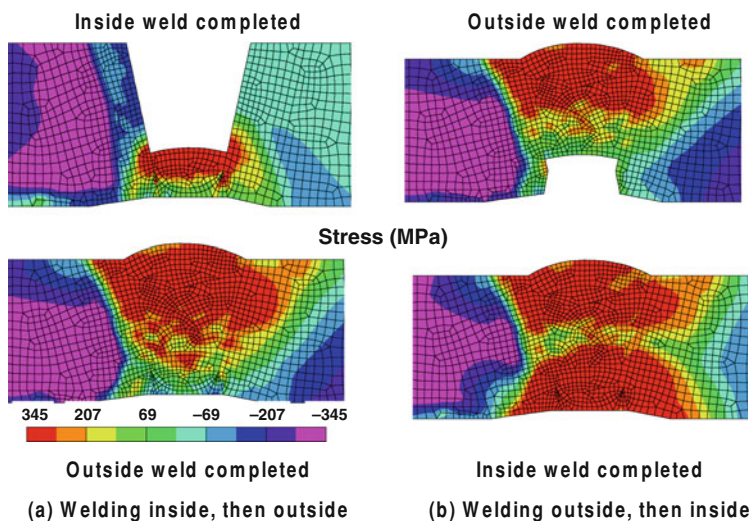 Inside weld completed
Outside weld completed
Stress (MPa)
345 207 69 −69 −207 −345
Outside weld completed
Inside weld completed
(a) Welding inside, then outside
(b) Welding outside, then inside